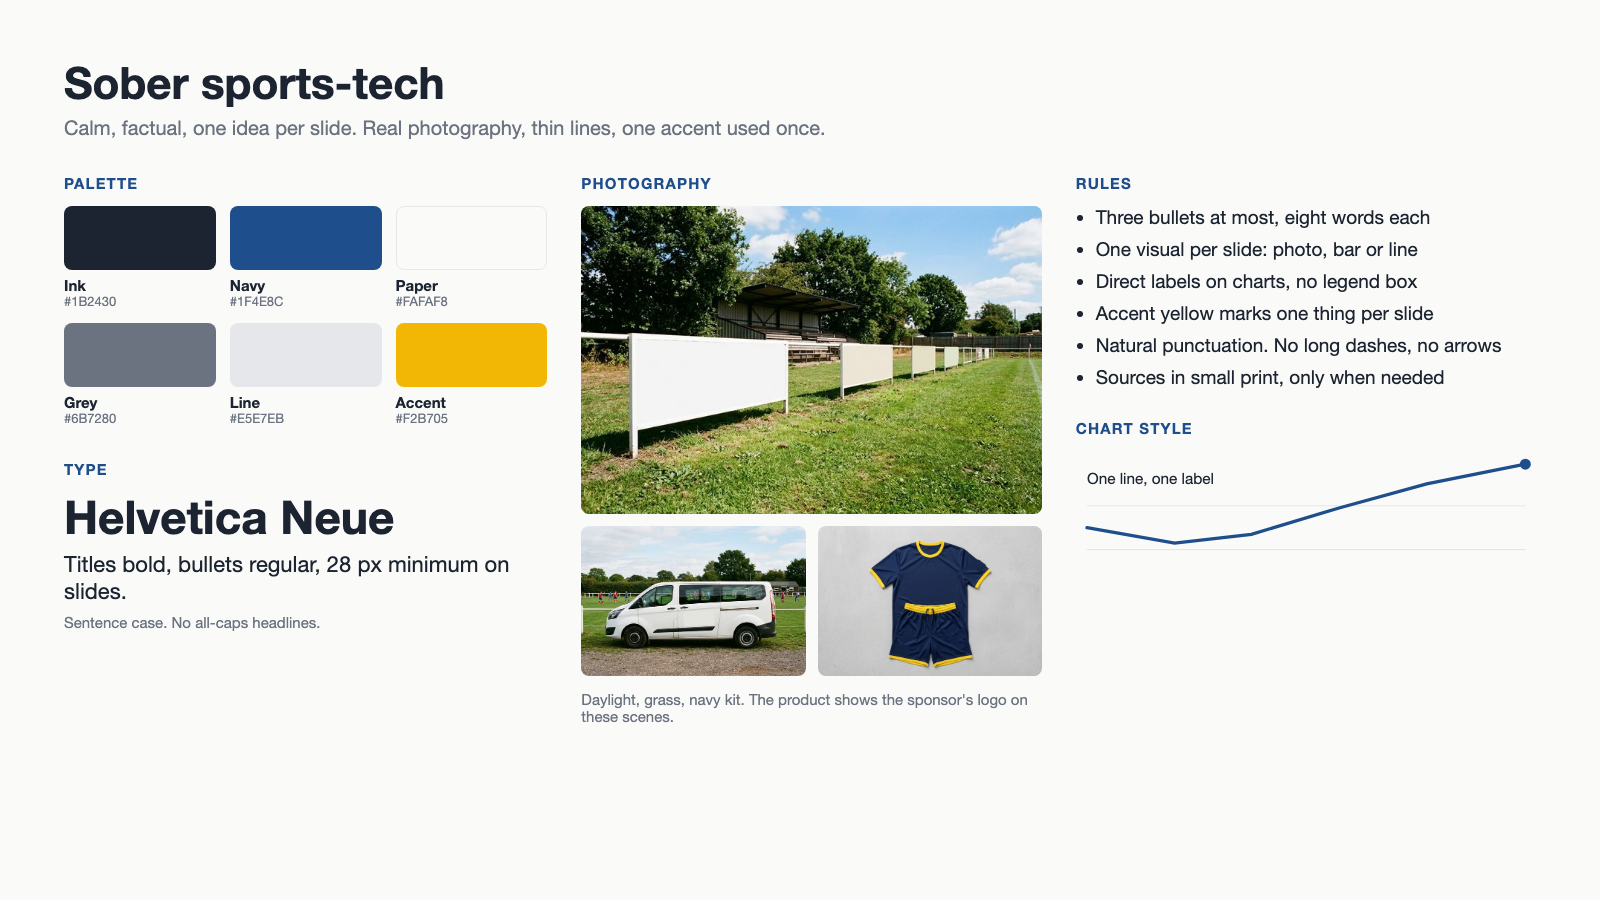 Sober sports-tech
Calm, factual, one idea per slide. Real photography, thin lines, one accent used once.
PALETTE
Ink
#1B2430
Navy
#1F4E8C
Paper
#FAFAF8
Grey
#6B7280
Line
#E5E7EB
Accent
#F2B705
TYPE
Helvetica Neue
Titles bold, bullets regular, 28 px minimum on
slides.
Sentence case. No all-caps headlines.
PHOTOGRAPHY
Daylight, grass, navy kit. The product shows the sponsor's logo on
these scenes.
RULES
• Three bullets at most, eight words each
• One visual per slide: photo, bar or line
• Direct labels on charts, no legend box
• Accent yellow marks one thing per slide
• Natural punctuation. No long dashes, no arrows
• Sources in small print, only when needed
CHART STYLE
One line, one label